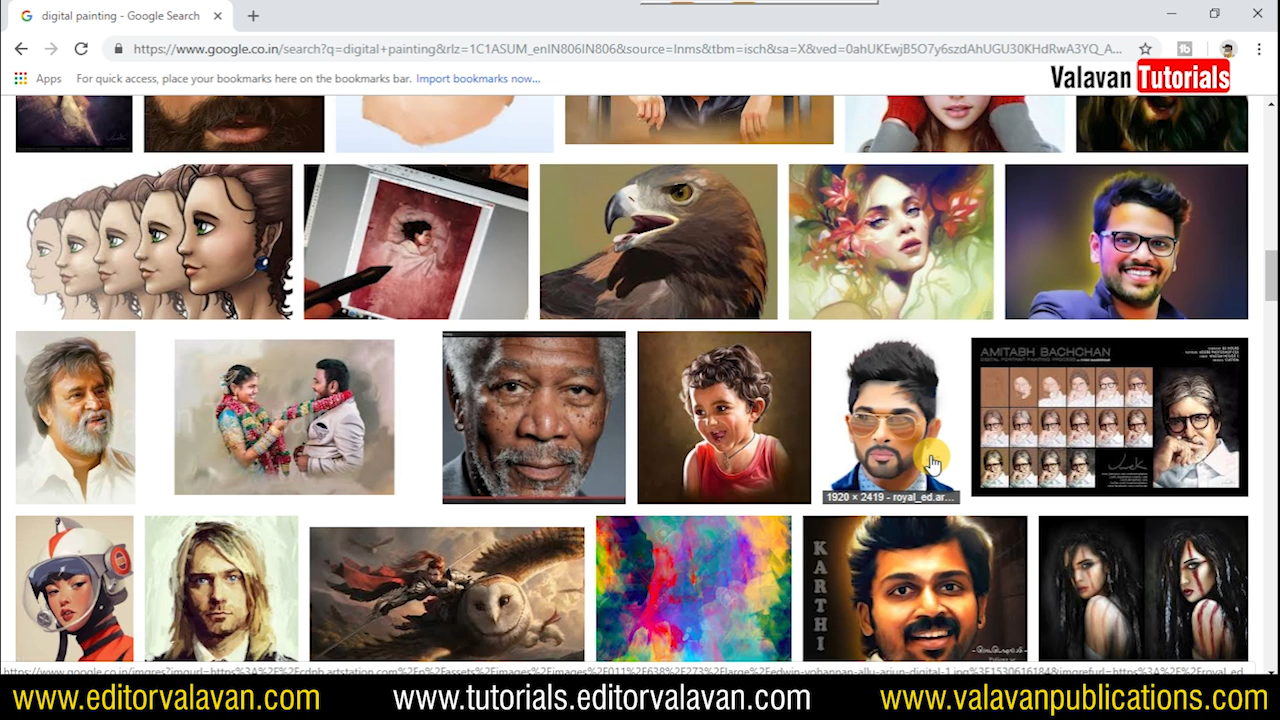 digital painting - Google Search
https://www.google.co.in/search?q=digital+painting&rlz=1C1ASUM_enIN806IN806&source=lnms&tbm=isch&sa=X&ved=0ahUKEwjB5O7y6szdAhUGU30KHdRwA3YQ_A...
Apps For quick access, place your bookmarks here on the bookmarks bar. Import bookmarks now...
Valavan Tutorials
AMITABH BACHCHAN
1920 × 2419 - royal_ed.ar...
KARTHI
www.editorvalavan.com www.tutorials.editorvalavan.com www.valavanpublications.com